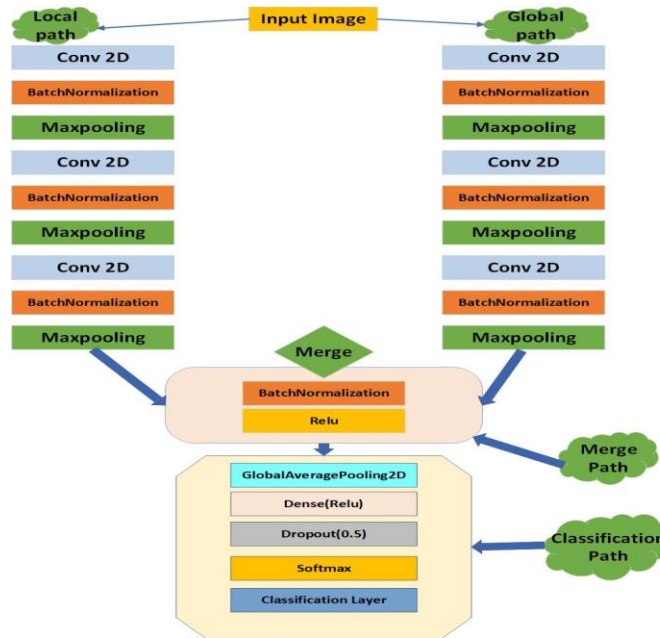 Local
path
Input Image
Global
path
Conv 2D
BatchNormalization
Maxpooling
Conv 2D
BatchNormalization
Maxpooling
Conv 2D
BatchNormalization
Maxpooling
Conv 2D
BatchNormalization
Maxpooling
Conv 2D
BatchNormalization
Maxpooling
Conv 2D
BatchNormalization
Maxpooling
Merge
BatchNormalization
Relu
Merge
Path
GlobalAveragePooling2D
Dense(Relu)
Dropout(0.5)
Softmax
Classification Layer
Classification
Path